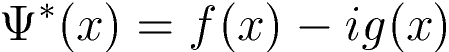 Ψ*(x) = f(x) − ig(x)